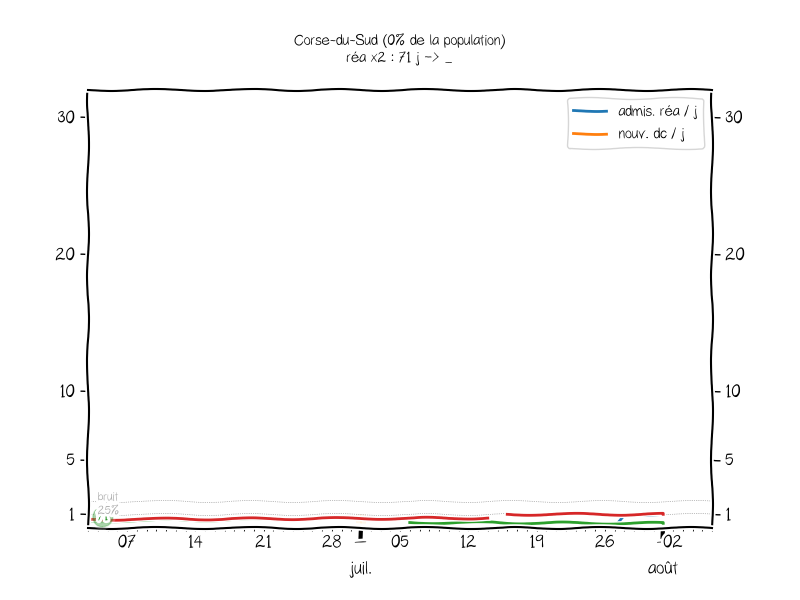 Corse-du-Sud (0% de la population)
réa x2 : 71 j -> _
30
30
admis. réa / j
nouv. dc / j
20
20
10
10
5
5
bruit
25%
1
1
07 14 21 28 05 12 19 26 02
juil. août